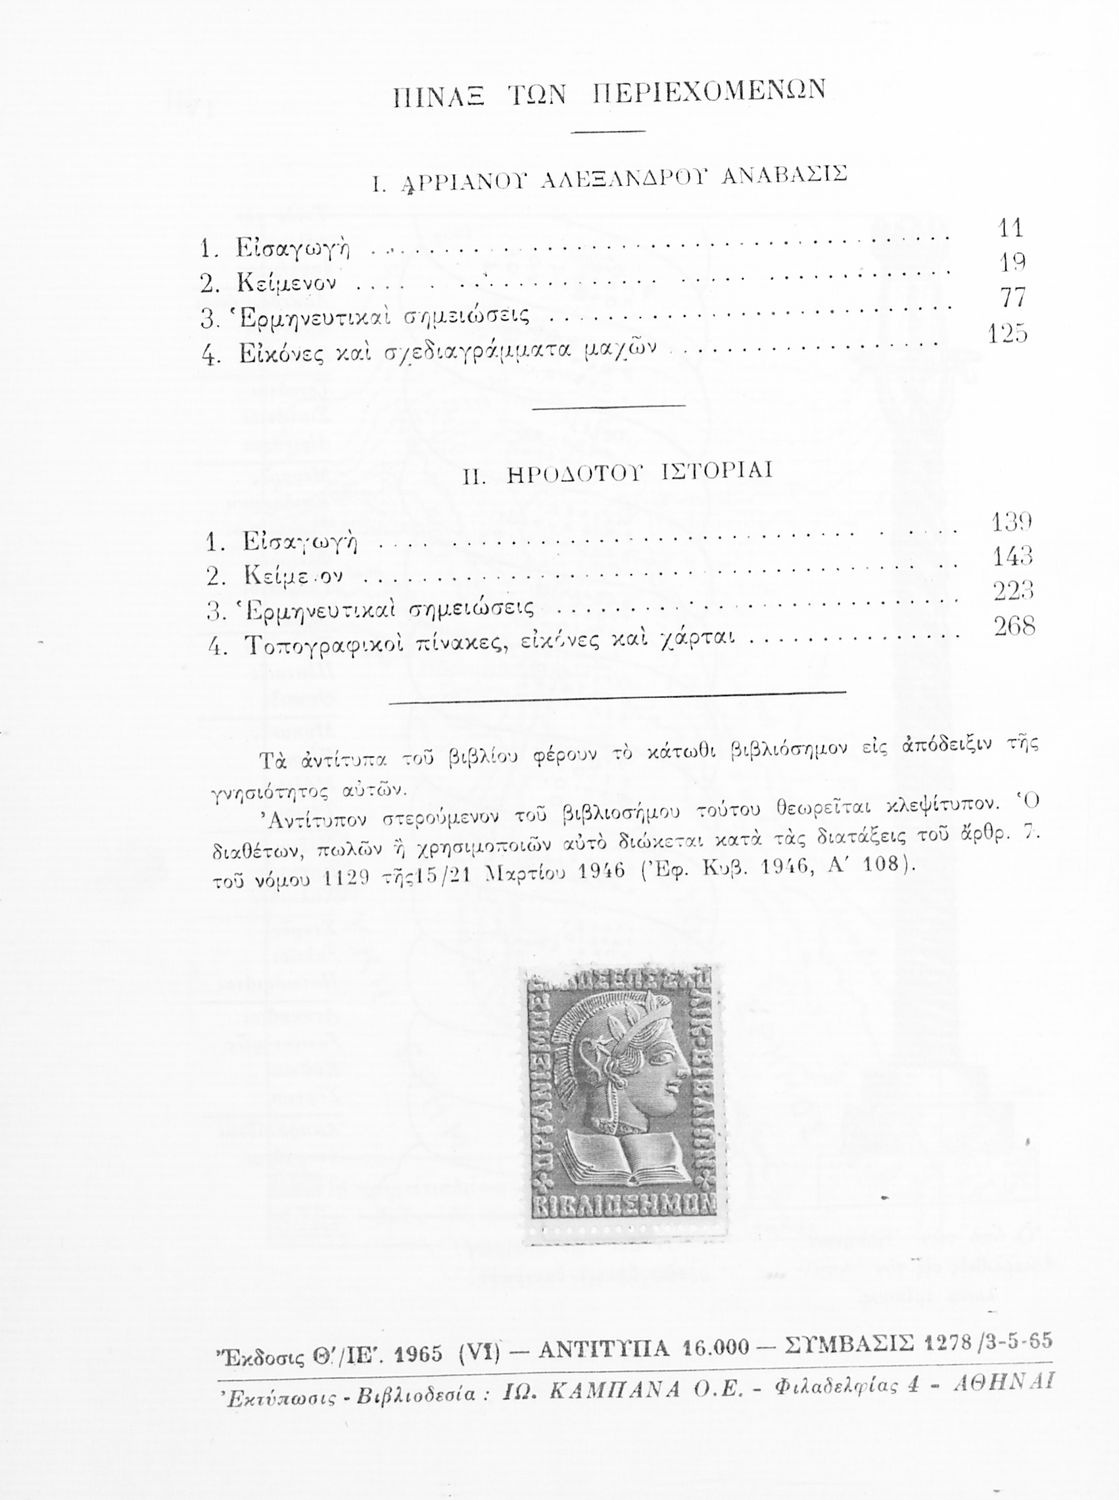 ΠΙΝΑΞ ΤΩΝ ΠΕΡΙΕΧΟΜΕΝΩΝ
Ι. ΑΡΡΙΑΝΟΥ ΑΛΕΞΑΝΔΡΟΥ ΑΝΑΒΑΣΙΣ
1. Εἰσαγωγὴ 11
2. Κείμενον 19
3. Ἑρμηνευτικαὶ σημειώσεις 77
4. Εἰκόνες καὶ σχεδιαγράμματα μαχῶν 125
ΙΙ. ΗΡΟΔΟΤΟΥ ΙΣΤΟΡΙΑΙ
1. Εἰσαγωγὴ 139
2. Κείμενον 143
3. Ἑρμηνευτικαὶ σημειώσεις 223
4. Τοπογραφικοὶ πίνακες, εἰκόνες καὶ χάρται 268
Τὰ ἀντίτυπα τοῦ βιβλίου φέρουν τὸ κάτωθι βιβλιόσημον εἰς ἀπόδειξιν τῆς
γνησιότητος αὐτῶν.
Ἀντίτυπον στερούμενον τοῦ βιβλιοσήμου τούτου θεωρεῖται κλεψίτυπον. Ὁ
διαθέτων, πωλῶν ἢ χρησιμοποιῶν αὐτὸ διώκεται κατὰ τὰς διατάξεις τοῦ ἄρθρ. 7.
τοῦ νόμου 1129 τῆς15/21 Μαρτίου 1946 (Ἐφ. Κυβ. 1946, Α΄ 108).
ΟΡΓΑΝΙΣΜΟΣ ΕΚΔΟΣΕΩΣ ΣΧΟΛΙΚ. ΒΙΒΛΙΩΝ
ΒΙΒΛΙΟΣΗΜΟΝ
Ἔκδοσις Θ΄/ΙΕ΄. 1965 (VI) — ΑΝΤΙΤΥΠΑ 16.000 — ΣΥΜΒΑΣΙΣ 1278/3-5-65
Ἐκτύπωσις - Βιβλιοδεσία : ΙΩ. ΚΑΜΠΑΝΑ Ο.Ε. - Φιλαδελφίας 4 - ΑΘΗΝΑΙ